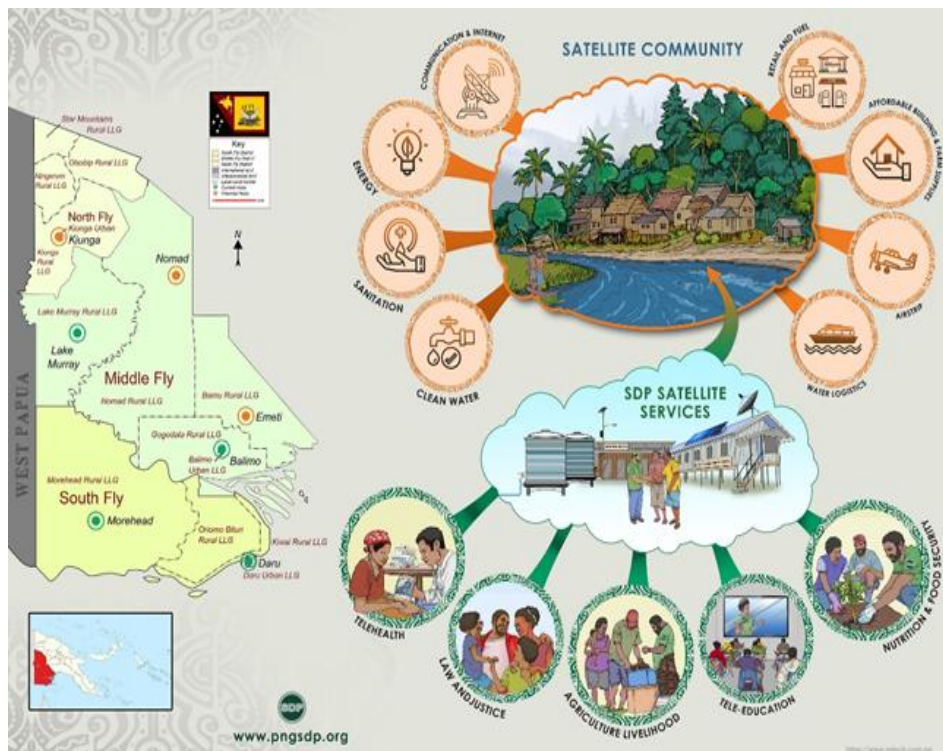 Star Mountains
Rural LLG
Olsobip Rural LLG
Ningerum
Rural LLG
North Fly
Kiunga Urban
Kiunga
Kiunga
Rural
LLG
Nomad
Lake Murray Rural LLG
Lake
Murray
Middle Fly
Nomad Rural LLG
Bamu Rural LLG
Emeti
Gogodala Rural LLG
Balimo
Urban LLG
Balimo
WEST PAPUA
Morehead Rural LLG
South Fly
Morehead
Oriomo Bituri
Rural LLG
Kiwai Rural LLG
Daru
Daru Urban LLG
Key
N
SDP
www.pngsdp.org
SATELLITE COMMUNITY
COMMUNICATION & INTERNET
ENERGY
SANITATION
CLEAN WATER
RETAIL AND FUEL
AFFORDABLE BUILDING & FARM SUPPLIES
AIRSTRIP
WATER LOGISTICS
SDP SATELLITE
SERVICES
TELEHEALTH
LAW ANDJUSTICE
AGRICULTURE LIVELIHOOD
TELE-EDUCATION
NUTRITION & FOOD SECURITY